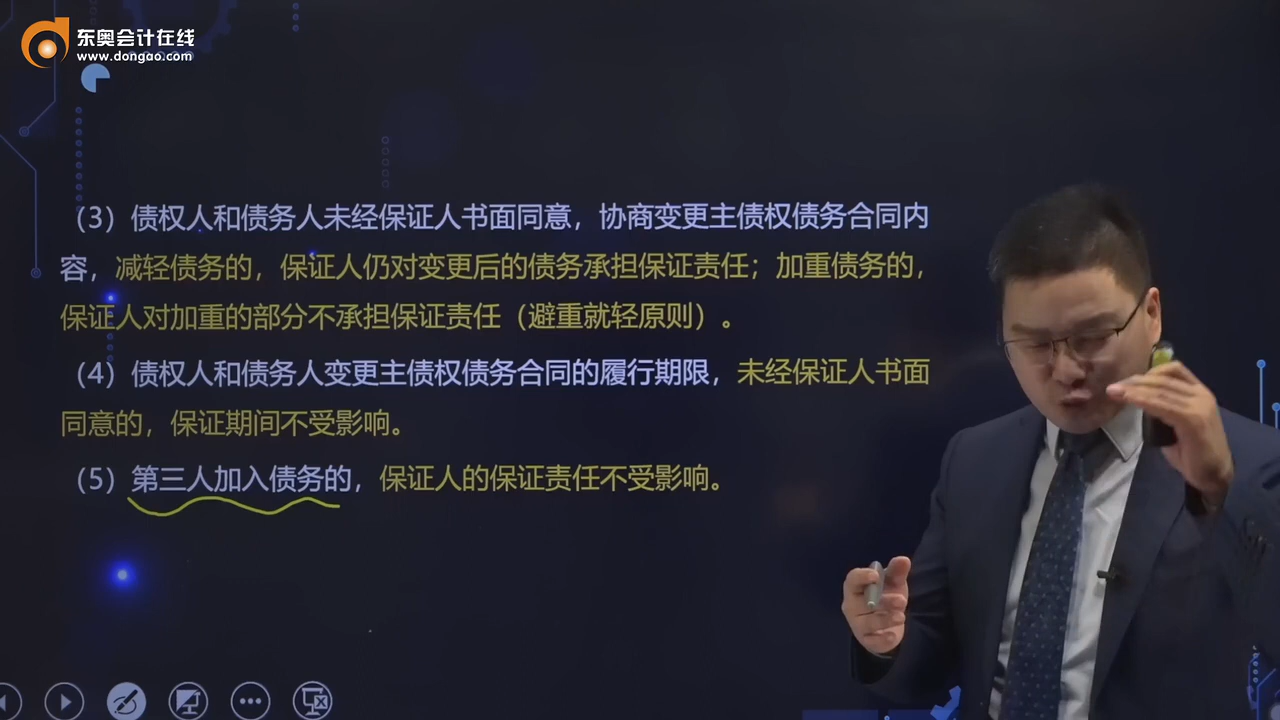 东奥会计在线
www.dongao.com
（3）债权人和债务人未经保证人书面同意，协商变更主债权债务合同内
容，减轻债务的，保证人仍对变更后的债务承担保证责任；加重债务的，
保证人对加重的部分不承担保证责任（避重就轻原则）。
（4）债权人和债务人变更主债权债务合同的履行期限，未经保证人书面
同意的，保证期间不受影响。
（5）第三人加入债务的，保证人的保证责任不受影响。